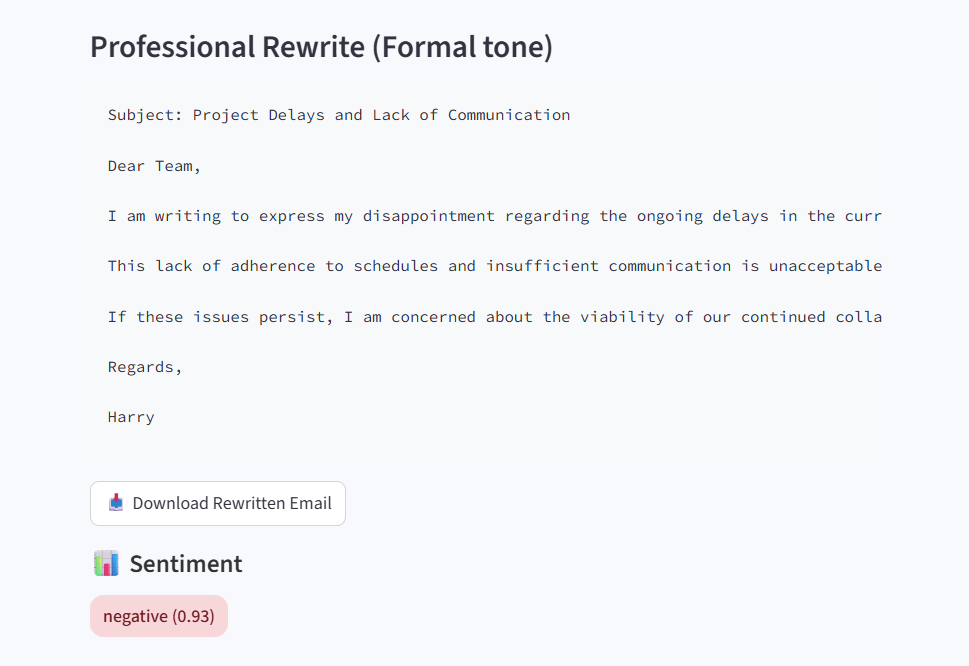 Professional Rewrite (Formal tone)
Subject: Project Delays and Lack of Communication
Dear Team,
I am writing to express my disappointment regarding the ongoing delays in the curr
This lack of adherence to schedules and insufficient communication is unacceptable
If these issues persist, I am concerned about the viability of our continued colla
Regards,
Harry
Download Rewritten Email
Sentiment
negative (0.93)